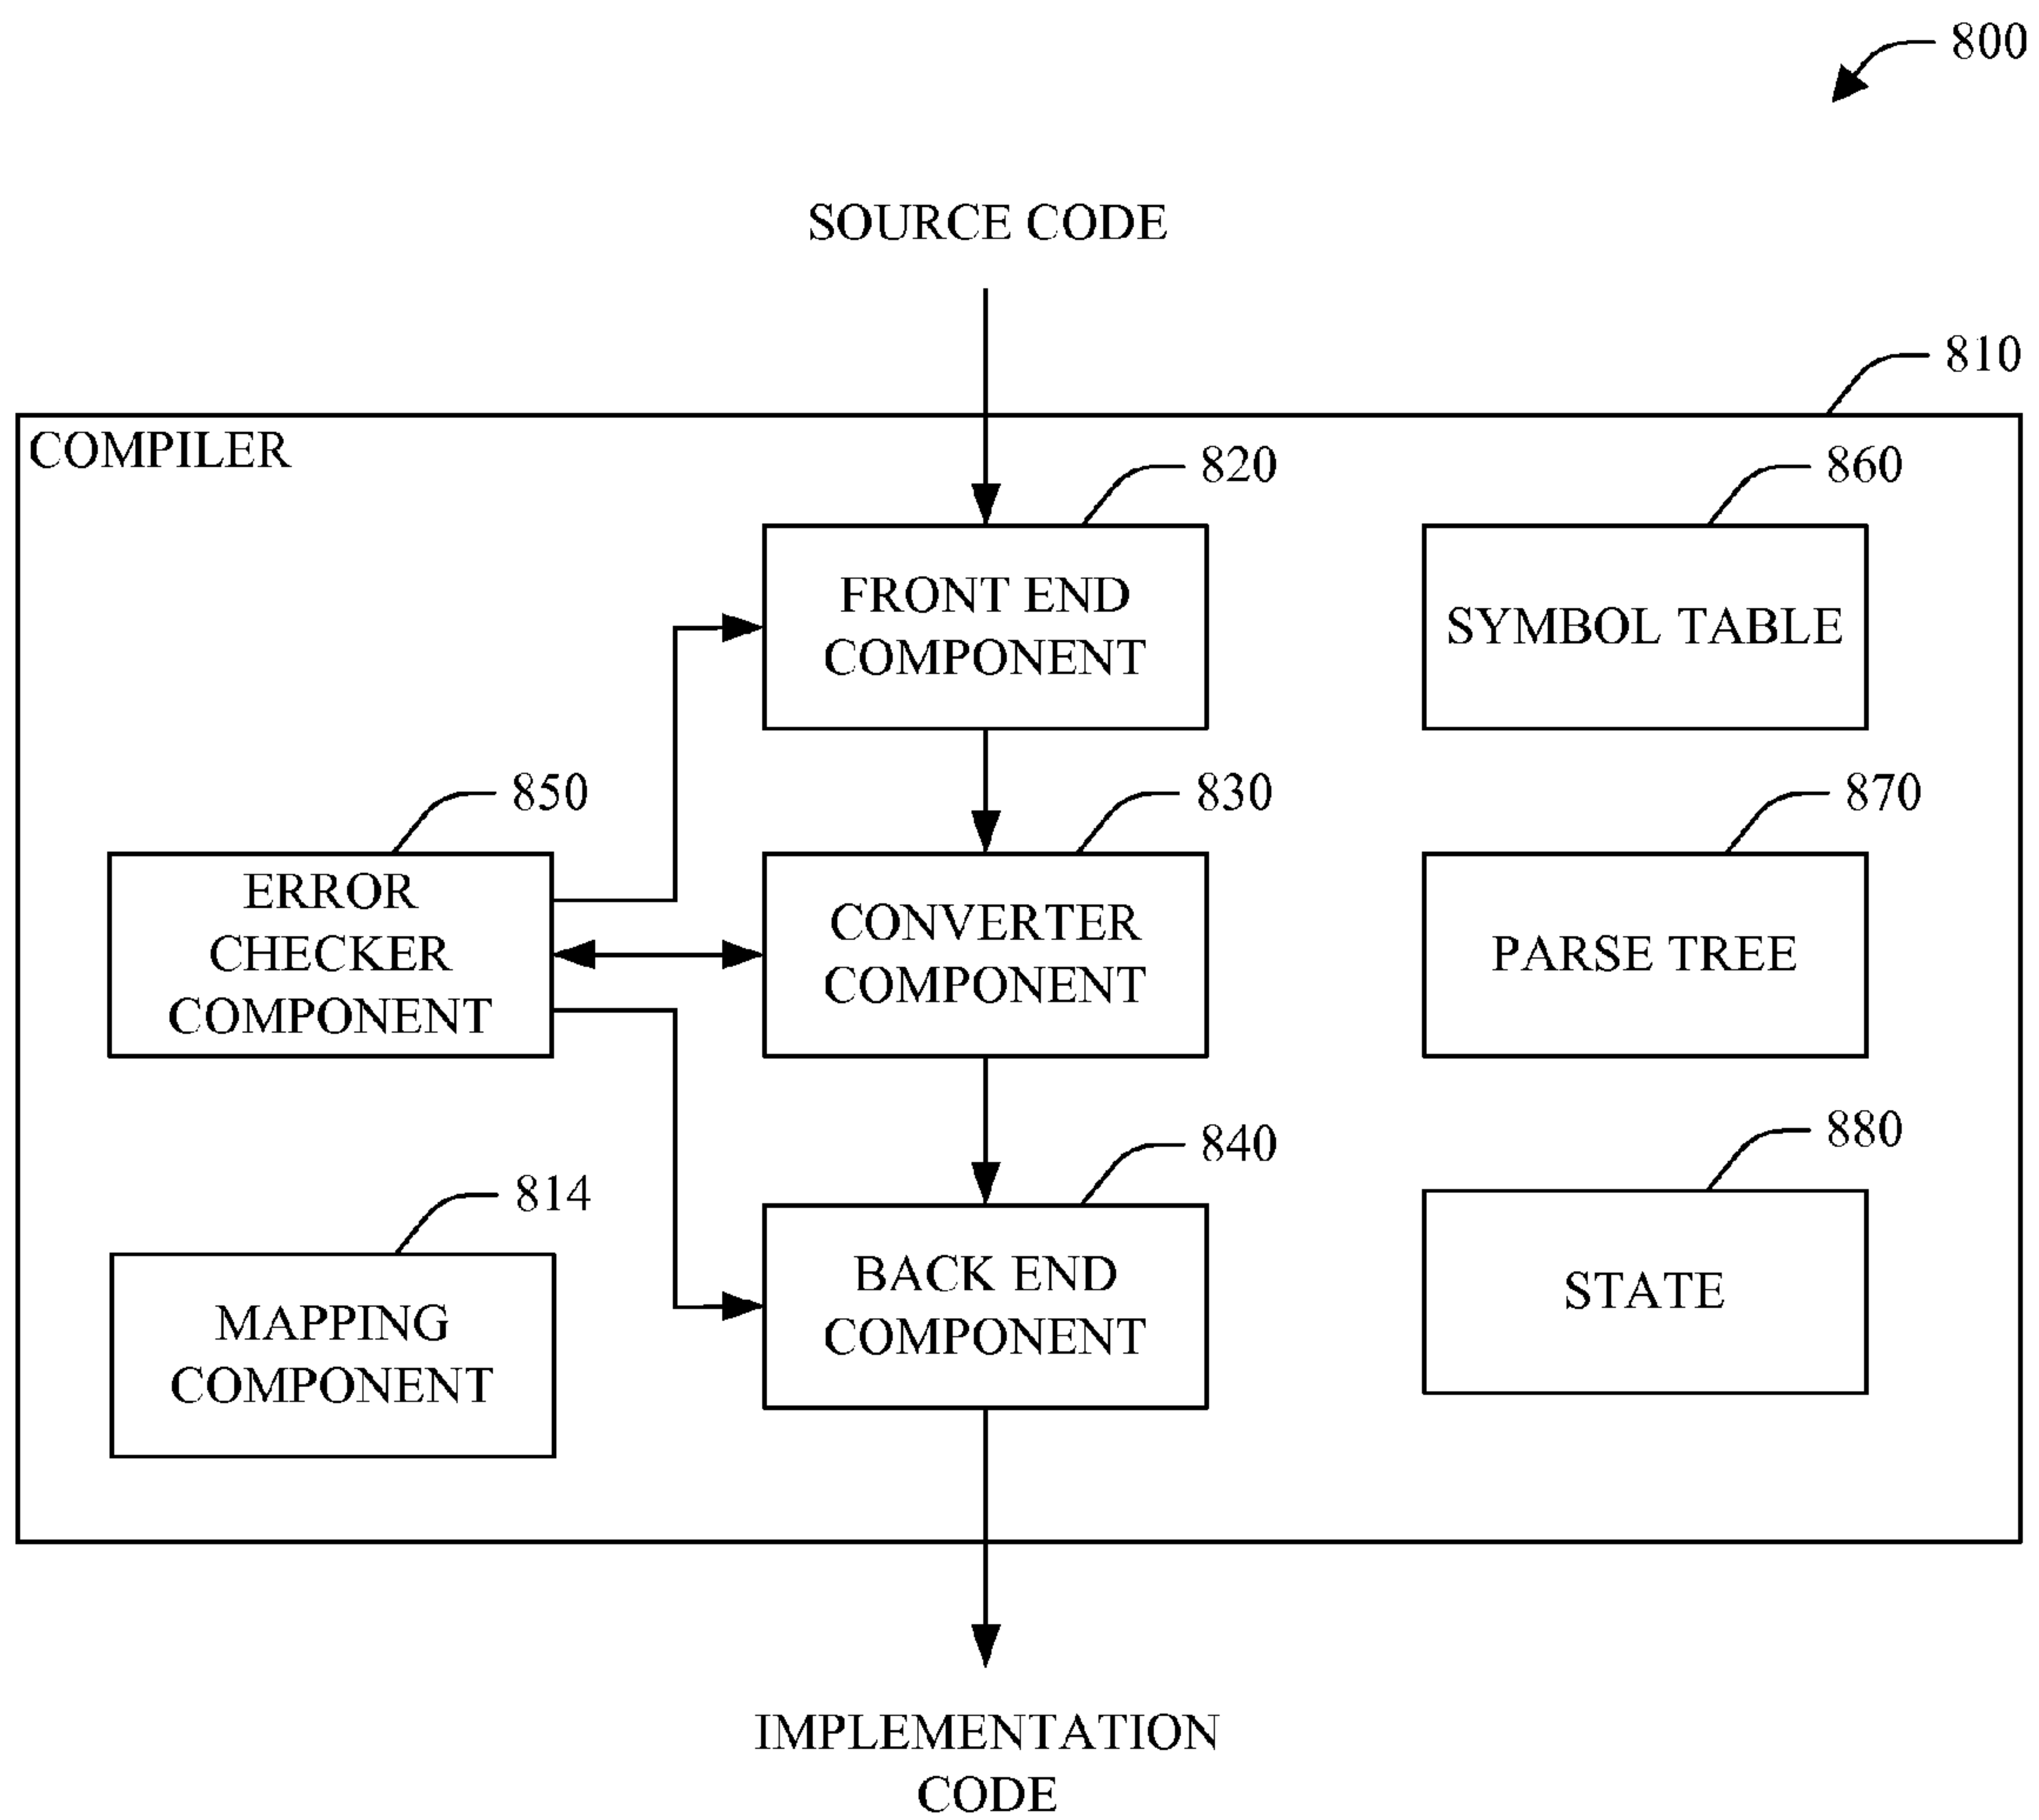 800
SOURCE CODE
810
COMPILER
820
860
FRONT END
COMPONENT
SYMBOL TABLE
850
830
870
ERROR
CHECKER
COMPONENT
CONVERTER
COMPONENT
PARSE TREE
814
840
880
MAPPING
COMPONENT
BACK END
COMPONENT
STATE
IMPLEMENTATION
CODE